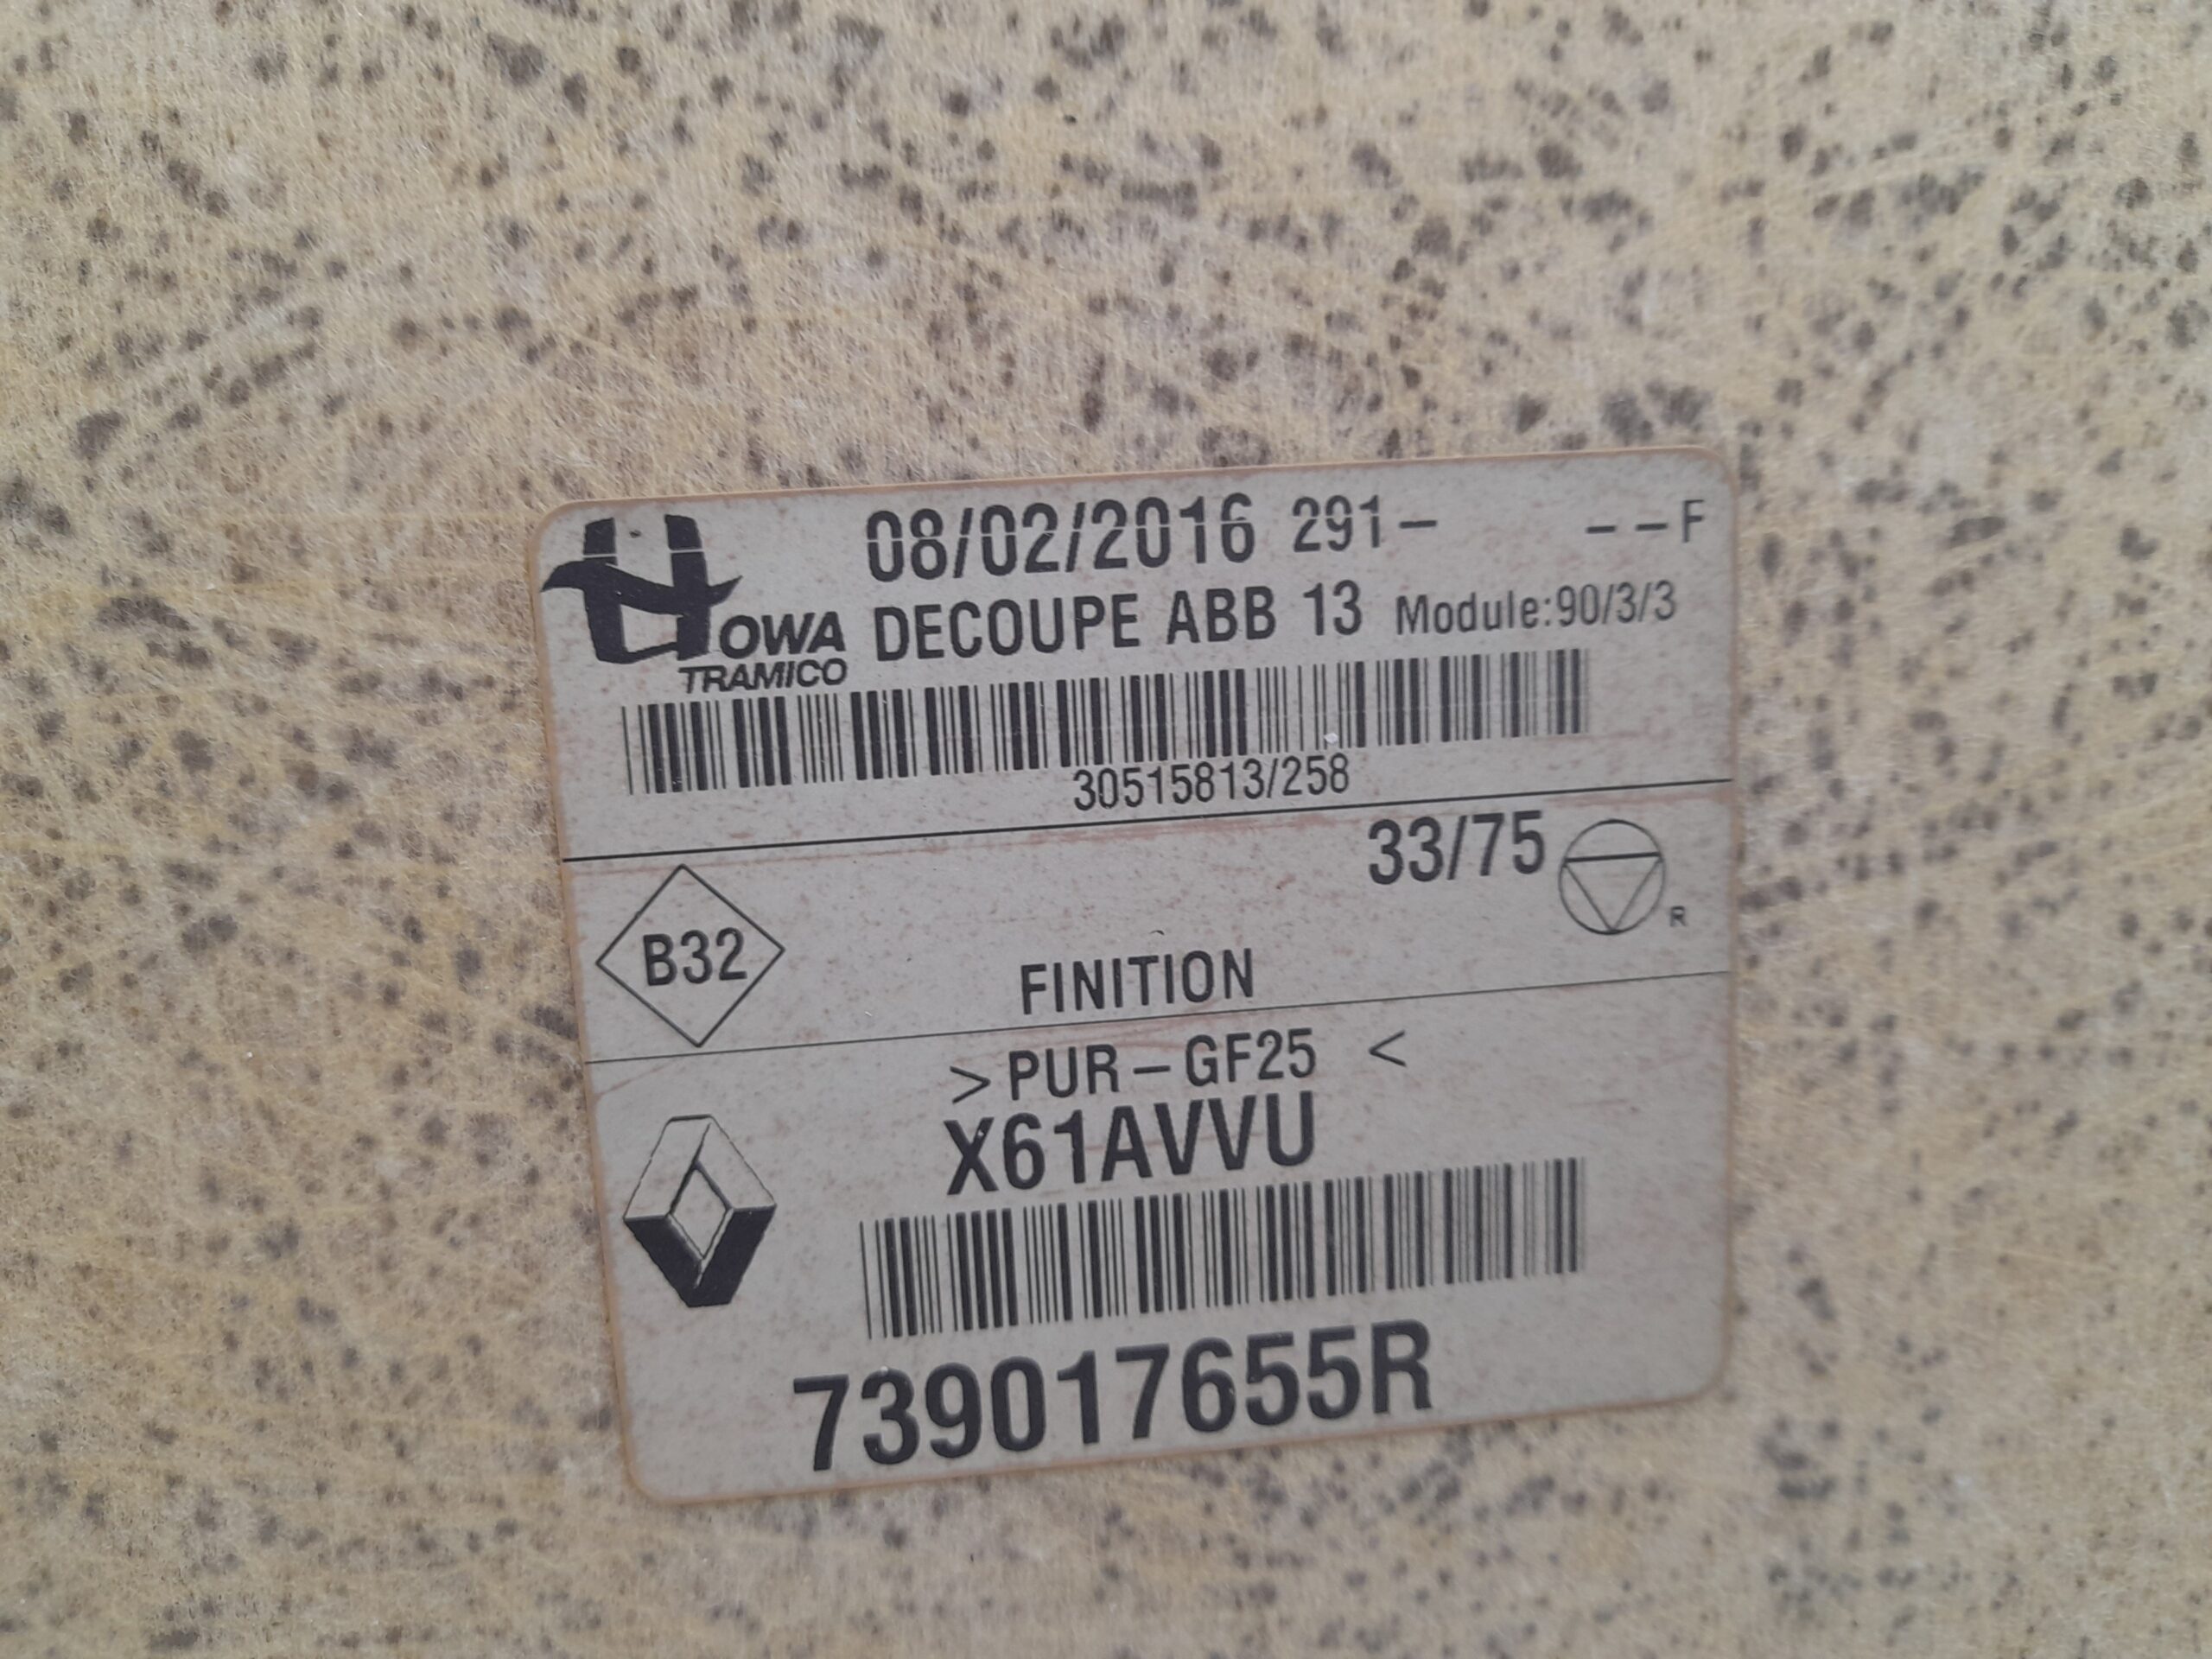 08/02/2016 291- --F
HOWA
TRAMICO
DECOUPE ABB 13 Module:90/3/3
30515813/258
33/75
R
B32
FINITION
>PUR-GF25 <
X61AVVU
739017655R